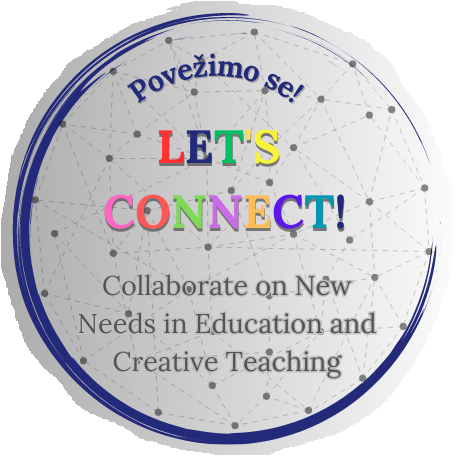 Povežimo se!
LET'S
CONNECT!
Collaborate on New
Needs in Education and
Creative Teaching